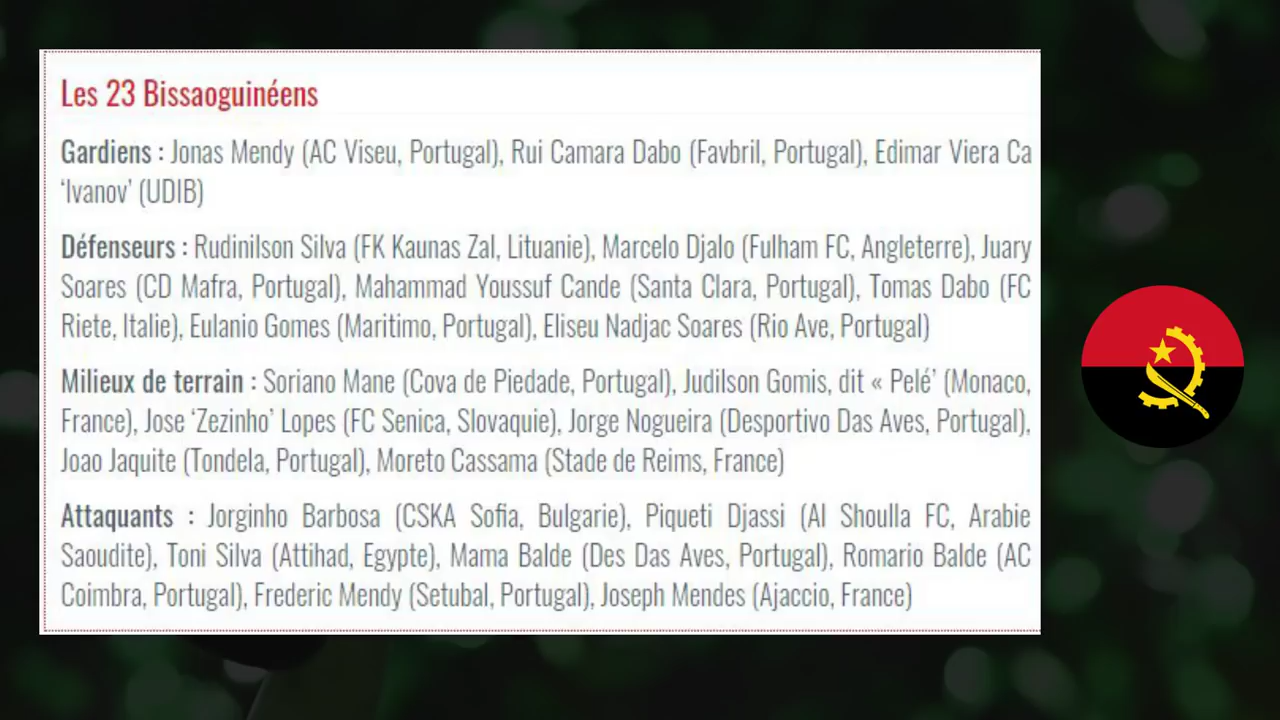 Les 23 Bissaoguinéens
Gardiens : Jonas Mendy (AC Viseu, Portugal), Rui Camara Dabo (Favbril, Portugal), Edimar Viera Ca
‘Ivanov’ (UDIB)
Défenseurs : Rudinilson Silva (FK Kaunas Zal, Lituanie), Marcelo Djalo (Fulham FC, Angleterre), Juary
Soares (CD Mafra, Portugal), Mahammad Youssuf Cande (Santa Clara, Portugal), Tomas Dabo (FC
Riete, Italie), Eulanio Gomes (Maritimo, Portugal), Eliseu Nadjac Soares (Rio Ave, Portugal)
Milieux de terrain : Soriano Mane (Cova de Piedade, Portugal), Judilson Gomis, dit « Pelé’ (Monaco,
France), Jose ‘Zezinho’ Lopes (FC Senica, Slovaquie), Jorge Nogueira (Desportivo Das Aves, Portugal),
Joao Jaquite (Tondela, Portugal), Moreto Cassama (Stade de Reims, France)
Attaquants : Jorginho Barbosa (CSKA Sofia, Bulgarie), Piqueti Djassi (Al Shoulla FC, Arabie
Saoudite), Toni Silva (Attihad, Egypte), Mama Balde (Des Das Aves, Portugal), Romario Balde (AC
Coimbra, Portugal), Frederic Mendy (Setubal, Portugal), Joseph Mendes (Ajaccio, France)